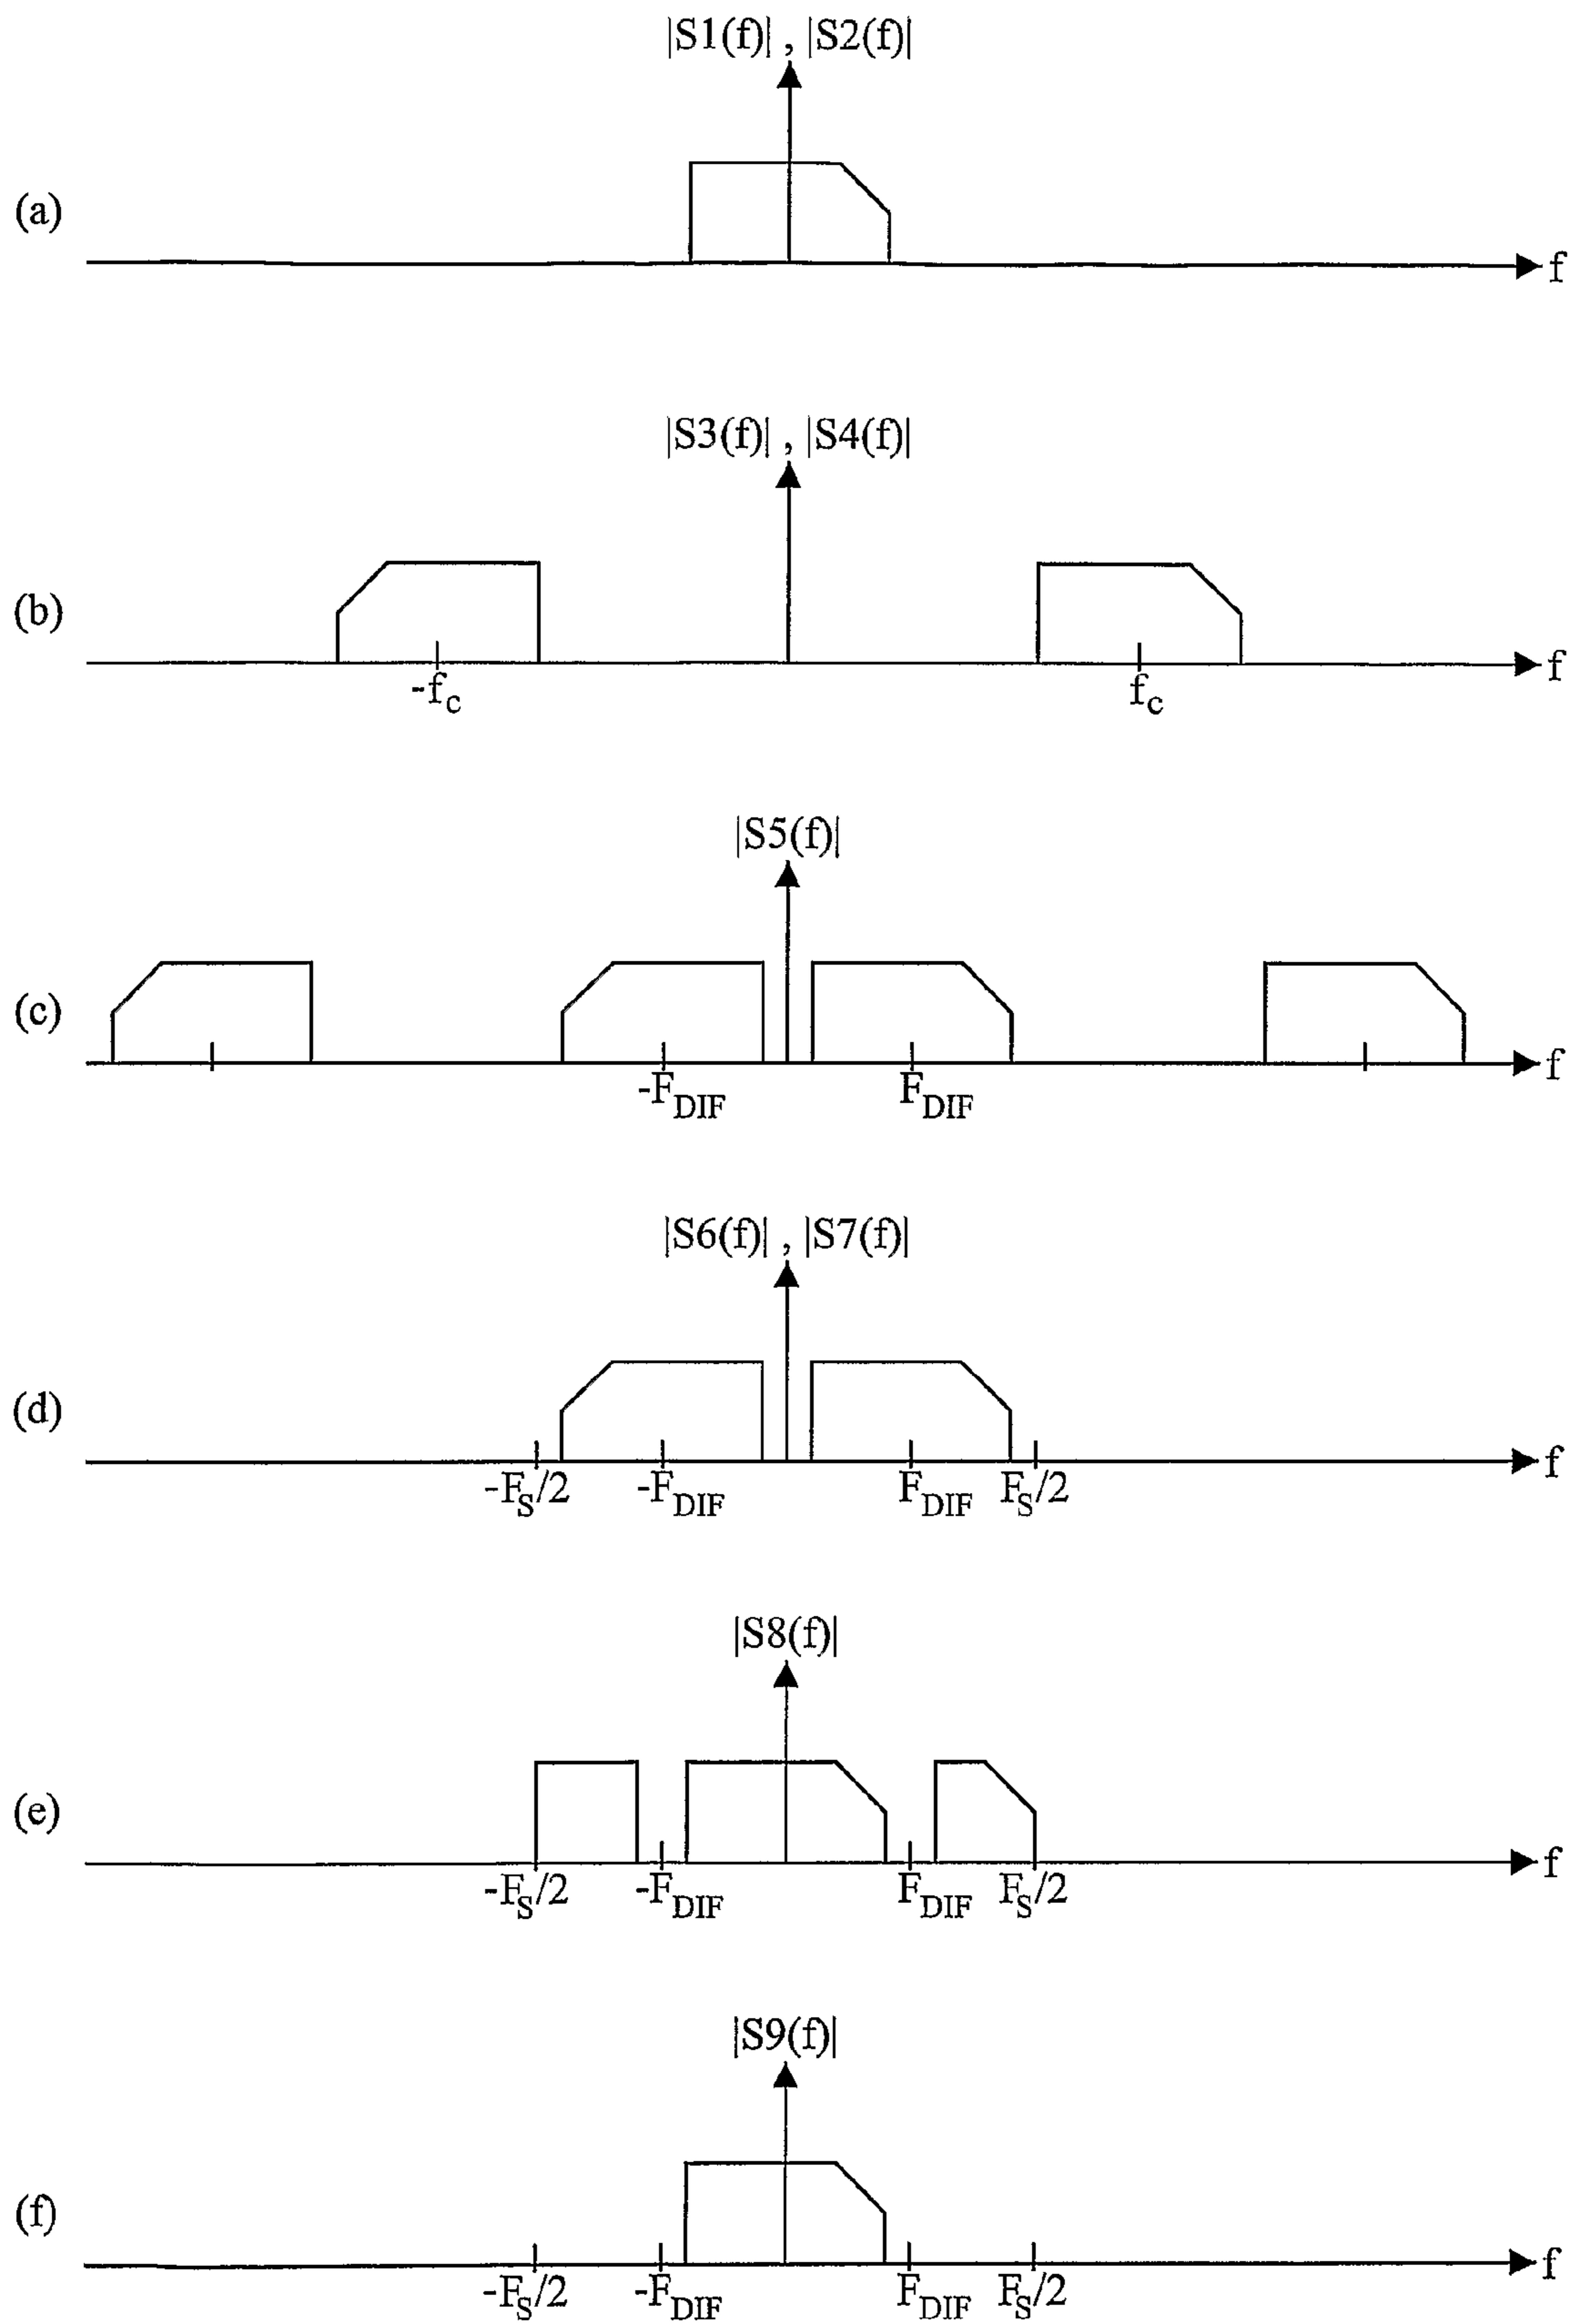 |S1(f)| , |S2(f)|
(a)
f
|S3(f)| , |S4(f)|
(b)
f
-fc fc
|S5(f)|
(c)
f
-FDIF FDIF
|S6(f)| , |S7(f)|
(d)
f
-FS/2 -FDIF FDIF FS/2
|S8(f)|
(e)
f
-FS/2 -FDIF FDIF FS/2
|S9(f)|
(f)
f
-FS/2 -FDIF FDIF FS/2